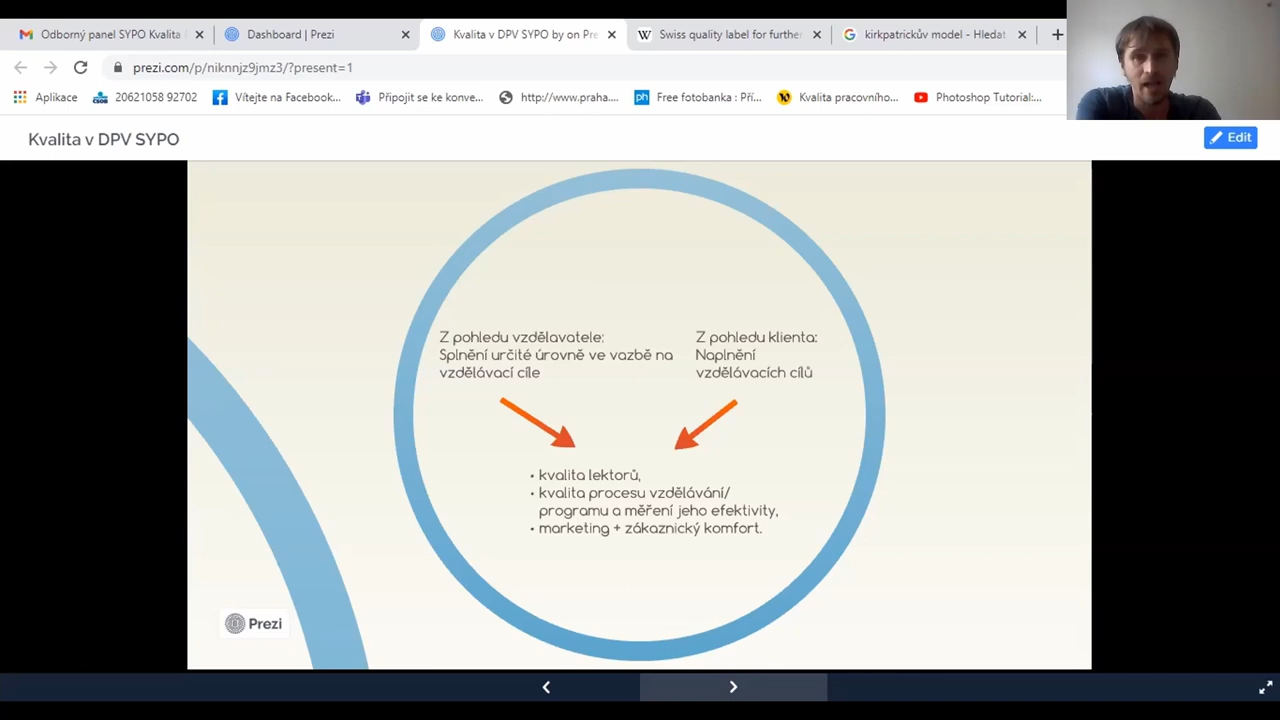 Odborný panel SYPO Kvalita
Dashboard | Prezi
Kvalita v DPV SYPO by on Pre
Swiss quality label for further
kirkpatrickův model - Hledat
prezi.com/p/niknnjz9jmz3/?present=1
Aplikace
20621058 92702
Vítejte na Facebook...
Připojit se ke konve...
http://www.praha....
Free fotobanka : Pří...
Kvalita pracovního...
Photoshop Tutorial:...
Kvalita v DPV SYPO
Edit
Z pohledu vzdělavatele:
Splnění určité úrovně ve vazbě na
vzdělávací cíle
Z pohledu klienta:
Naplnění
vzdělávacích cílů
• kvalita lektorů,
• kvalita procesu vzdělávání/
programu a měření jeho efektivity,
• marketing + zákaznický komfort.
Prezi